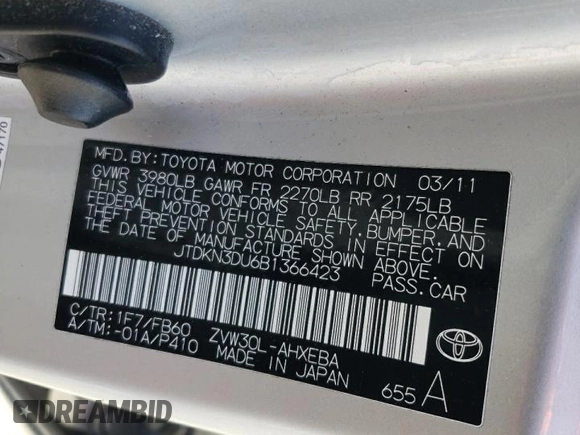 47170
MFD.BY:TOYOTA MOTOR CORPORATION 03/11
GVWR 3980LB GAWR FR 2270LB RR 2175LB
THIS VEHICLE CONFORMS TO ALL APPLICABLE
FEDERAL MOTOR VEHICLE SAFETY,BUMPER,AND
THEFT PREVENTION STANDARDS IN EFFECT ON
THE DATE OF MANUFACTURE SHOWN ABOVE.
JTDKN3DU6B1366423 PASS.CAR
C/TR:1F7/FB60 ZVW30L-AHXEBA
A/TM:-01A/P410 MADE IN JAPAN
TOYOTA
655 A
DREAMBID